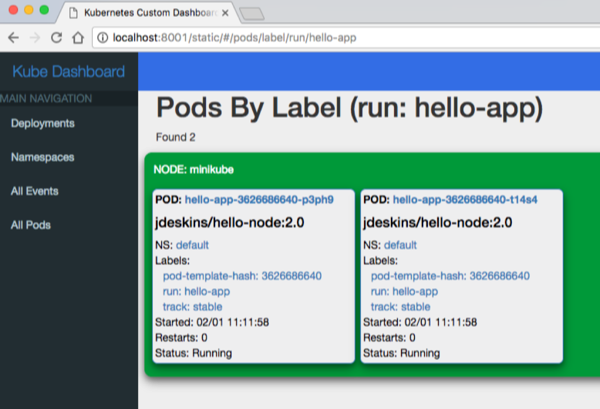 Kubernetes Custom Dashboar
localhost:8001/static/#/pods/label/run/hello-app
Kube Dashboard
MAIN NAVIGATION
Deployments
Namespaces
All Events
All Pods
Pods By Label (run: hello-app)
Found 2
NODE: minikube
POD: hello-app-3626686640-p3ph9
jdeskins/hello-node:2.0
NS: default
Labels:
pod-template-hash: 3626686640
run: hello-app
track: stable
Started: 02/01 11:11:58
Restarts: 0
Status: Running
POD: hello-app-3626686640-t14s4
jdeskins/hello-node:2.0
NS: default
Labels:
pod-template-hash: 3626686640
run: hello-app
track: stable
Started: 02/01 11:11:58
Restarts: 0
Status: Running